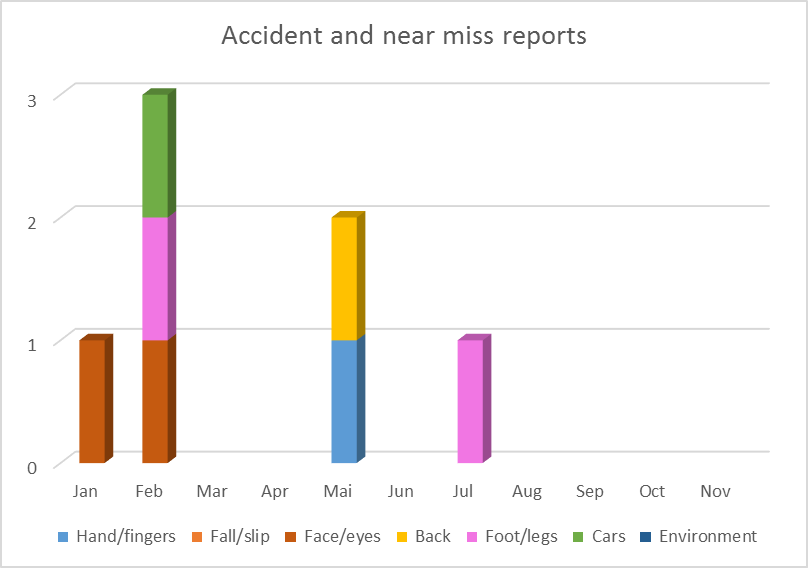 Accident and near miss reports
3
2
1
0
Jan Feb Mar Apr Mai Jun Jul Aug Sep Oct Nov
Hand/fingers Fall/slip Face/eyes Back Foot/legs Cars Environment